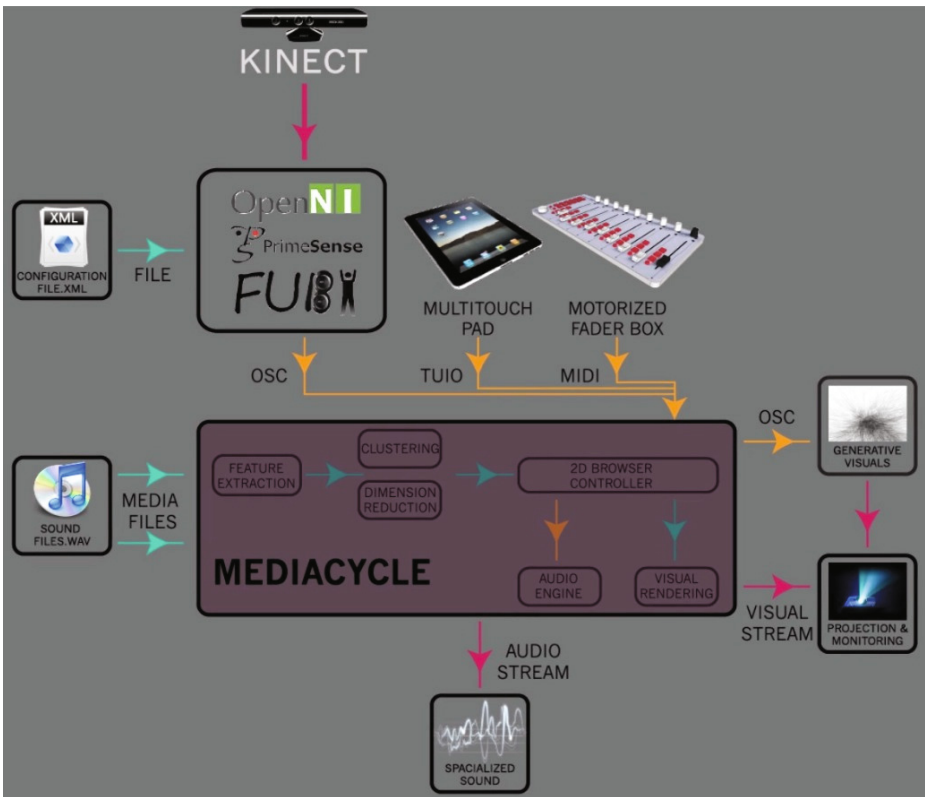 KINECT
OpenNI
PrimeSense
FUBI
XML
CONFIGURATION
FILE.XML
FILE
MULTITOUCH
PAD
MOTORIZED
FADER BOX
OSC
TUIO
MIDI
OSC
GENERATIVE
VISUALS
SOUND
FILES.WAV
MEDIA
FILES
FEATURE
EXTRACTION
CLUSTERING
DIMENSION
REDUCTION
2D BROWSER
CONTROLLER
AUDIO
ENGINE
VISUAL
RENDERING
MEDIACYCLE
VISUAL
STREAM
PROJECTION &
MONITORING
AUDIO
STREAM
SPACIALIZED
SOUND